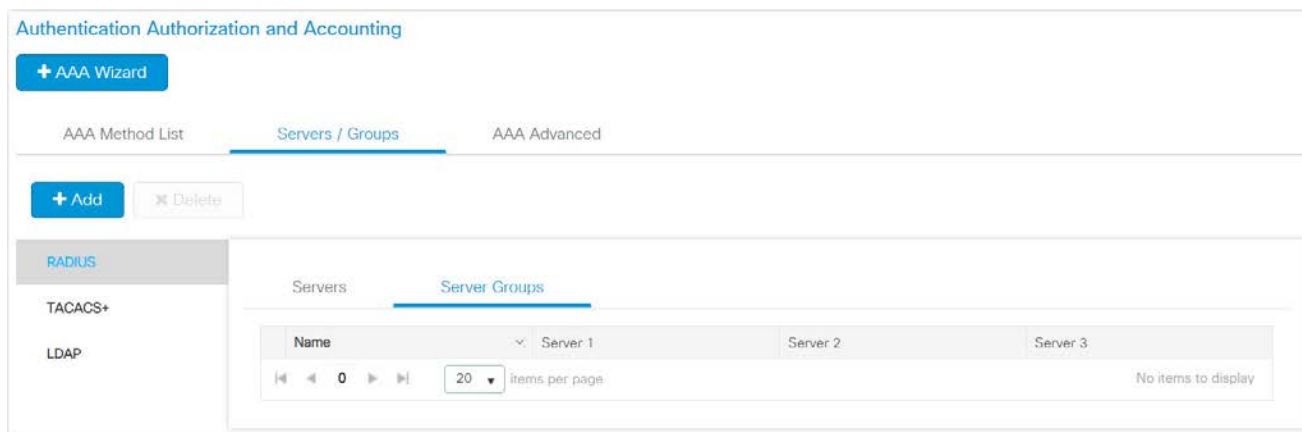 Authentication Authorization and Accounting
+ AAA Wizard
AAA Method List Servers / Groups AAA Advanced
+ Add ✖ Delete
RADIUS
TACACS+
LDAP
Servers Server Groups
Name Server 1 Server 2 Server 3
0 20 items per page No items to display